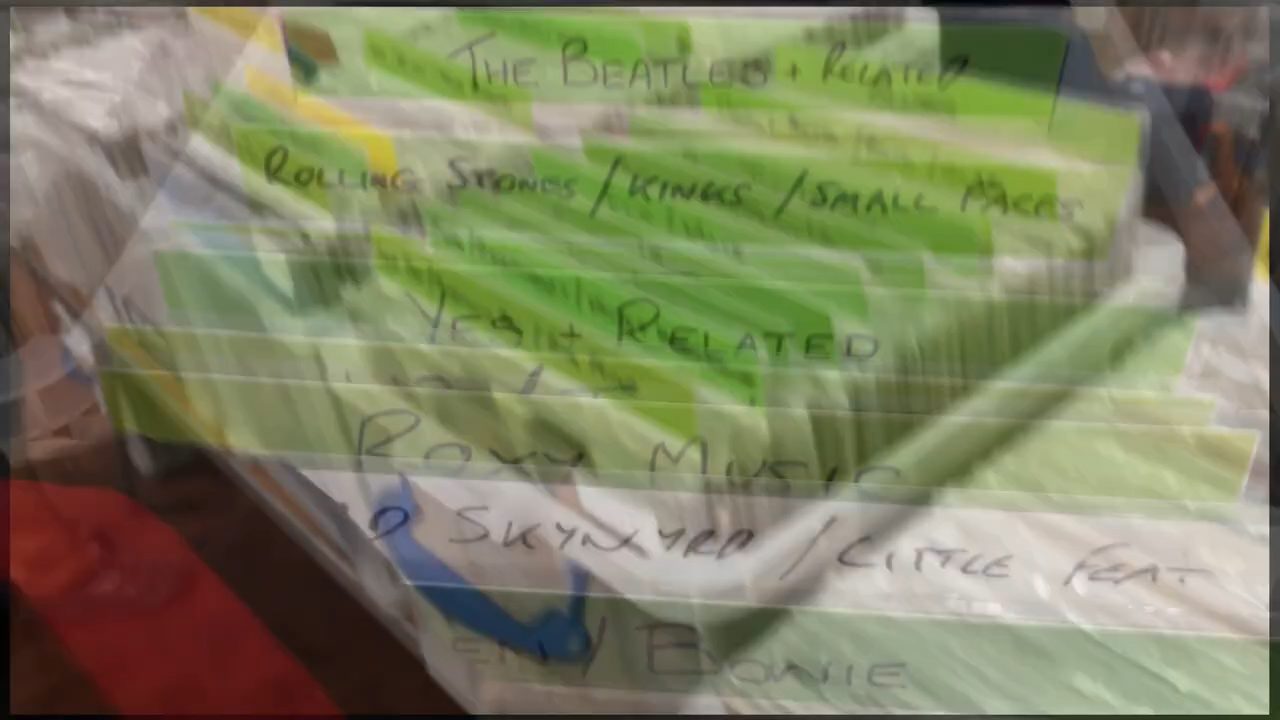 THE BEATLES + RELATED
ROLLING STONES / KINKS / SMALL FACES
YES + RELATED
ROXY MUSIC
D SKYNYRD / LITTLE FEAT
/ BOWIE